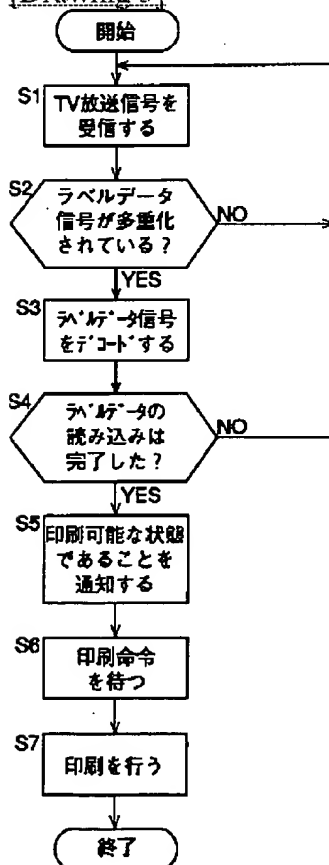 [Drawing 5]
開始
S1
TV放送信号を
受信する
S2
ラベルデータ
信号が多重化
されている？
NO
YES
S3
ラベルデータ信号
をデコードする
S4
ラベルデータの
読み込みは
完了した？
NO
YES
S5
印刷可能な状態
であることを
通知する
S6
印刷命令
を待つ
S7
印刷を行う
終了